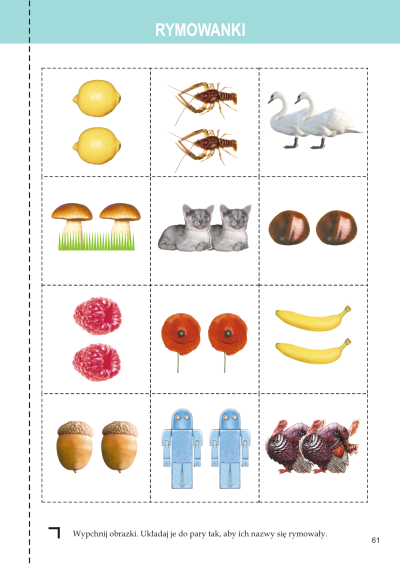 RYMOWANKI
Wypchnij obrazki. Układaj je do pary tak, aby ich nazwy się rymowały.
61